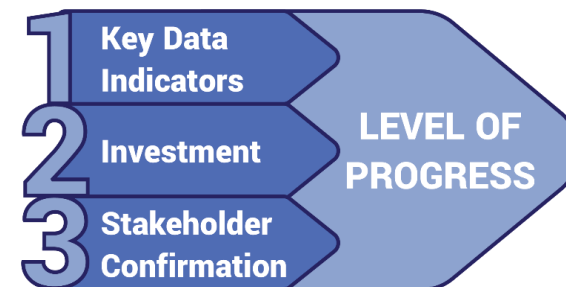 1 Key Data
Indicators
2 Investment
3 Stakeholder
Confirmation
LEVEL OF
PROGRESS